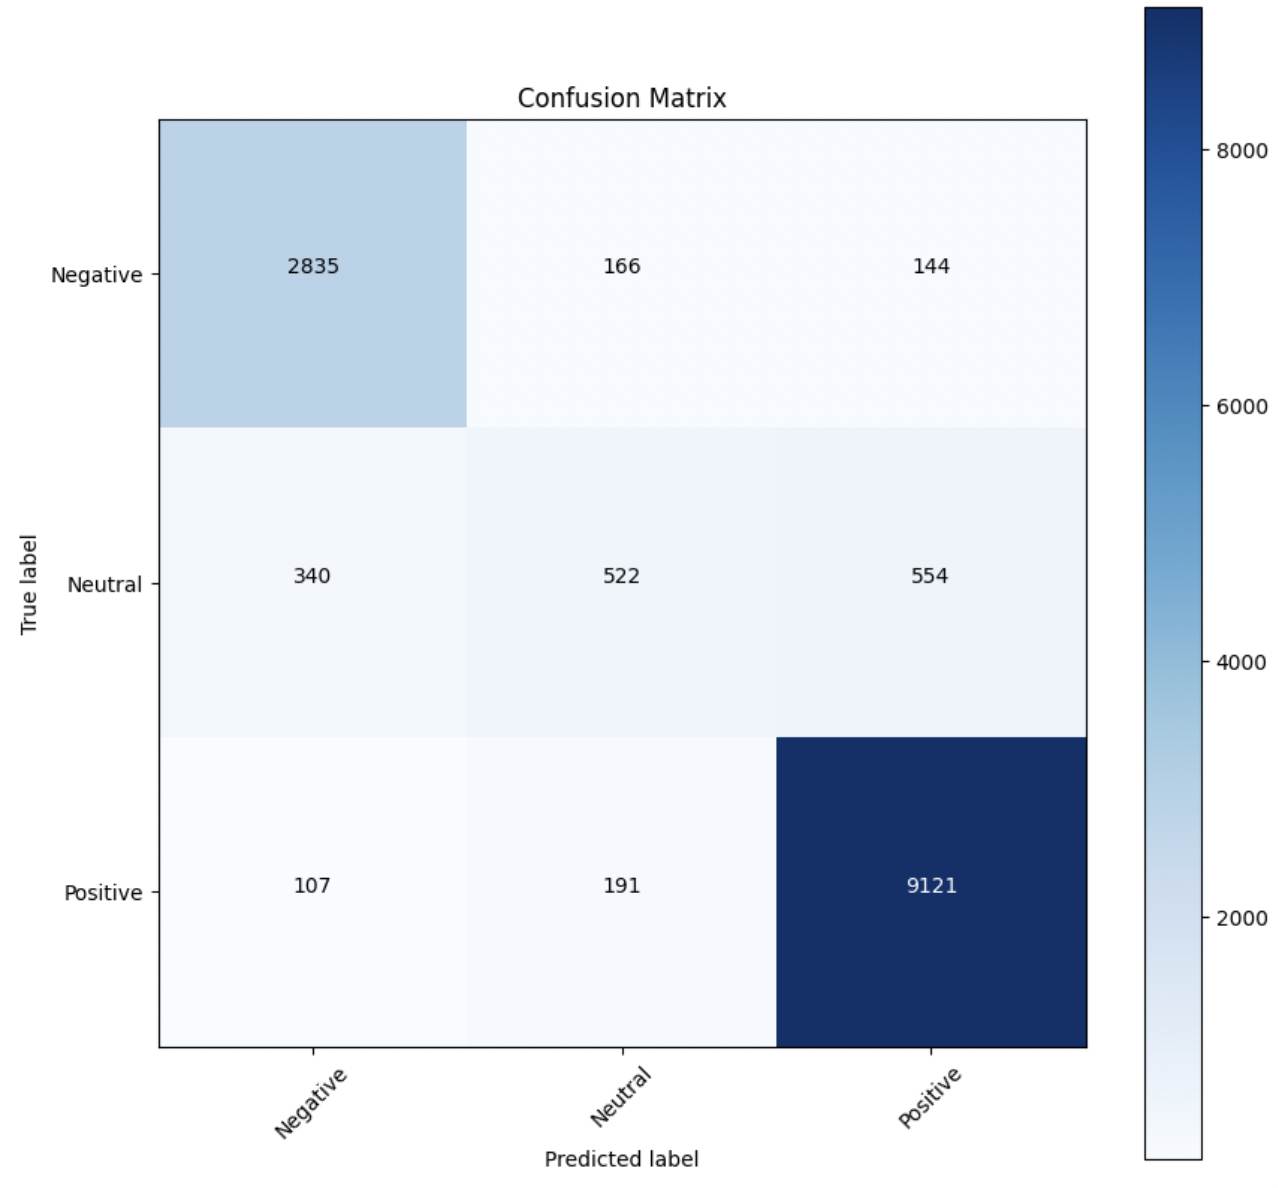 Confusion Matrix
8000
Negative 2835 166 144
6000
4000
True label
Neutral 340 522 554
2000
Positive 107 191 9121
Negative Neutral Positive
Predicted label